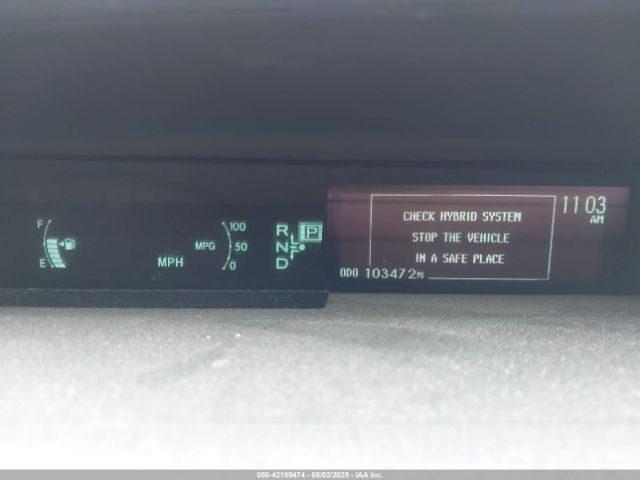 F
E
MPH
MPG
100
50
0
R
N
D
P
CHECK HYBRID SYSTEM
STOP THE VEHICLE
IN A SAFE PLACE
11 03
AM
ODO 103472M
000-42189474 - 05/02/2025 - IAA Inc.